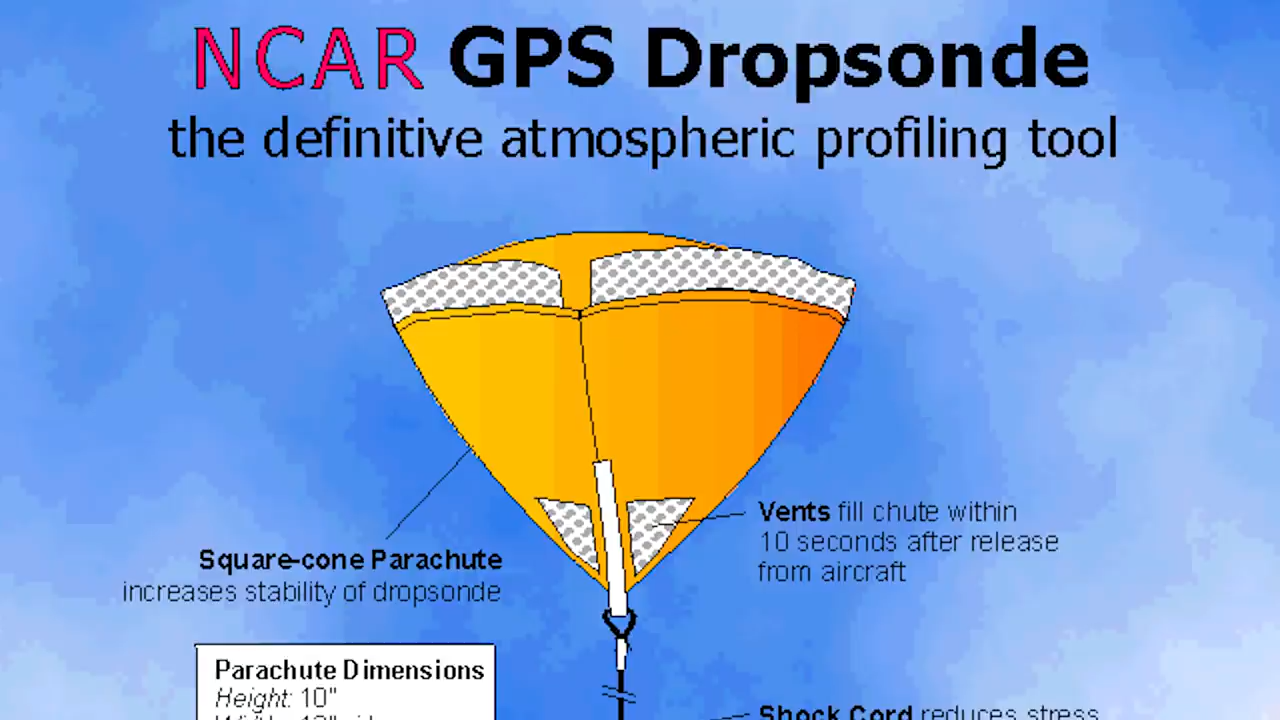 NCAR GPS Dropsonde
the definitive atmospheric profiling tool
Vents fill chute within
10 seconds after release
from aircraft
Square-cone Parachute
increases stability of dropsonde
Parachute Dimensions
Height: 10"
Shock Cord reduces stress